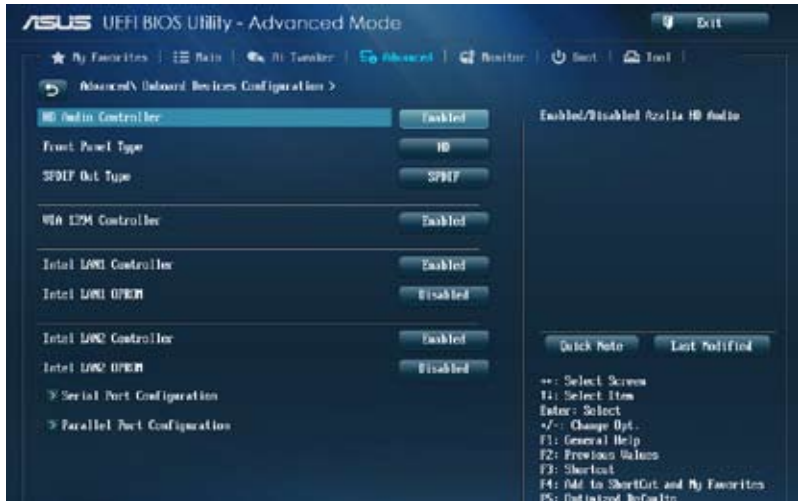 ASUS UEFI BIOS Utility - Advanced Mode
Exit
My Favorites
Main
Ai Tweaker
Advanced
Monitor
Boot
Tool
Advanced\ Onboard Devices Configuration >
HD Audio Controller Enabled
Front Panel Type HD
SPDIF Out Type SPDIF
VIA 1394 Controller Enabled
Intel LAN1 Controller Enabled
Intel LAN1 OPROM Disabled
Intel LAN2 Controller Enabled
Intel LAN2 OPROM Disabled
> Serial Port Configuration
> Parallel Port Configuration
Enabled/Disabled Azalia HD Audio
Quick Note
Last Modified
→←: Select Screen
↑↓: Select Item
Enter: Select
+/-: Change Opt.
F1: General Help
F2: Previous Values
F3: Shortcut
F4: Add to ShortCut and My Favorites
F5: Optimized Defaults